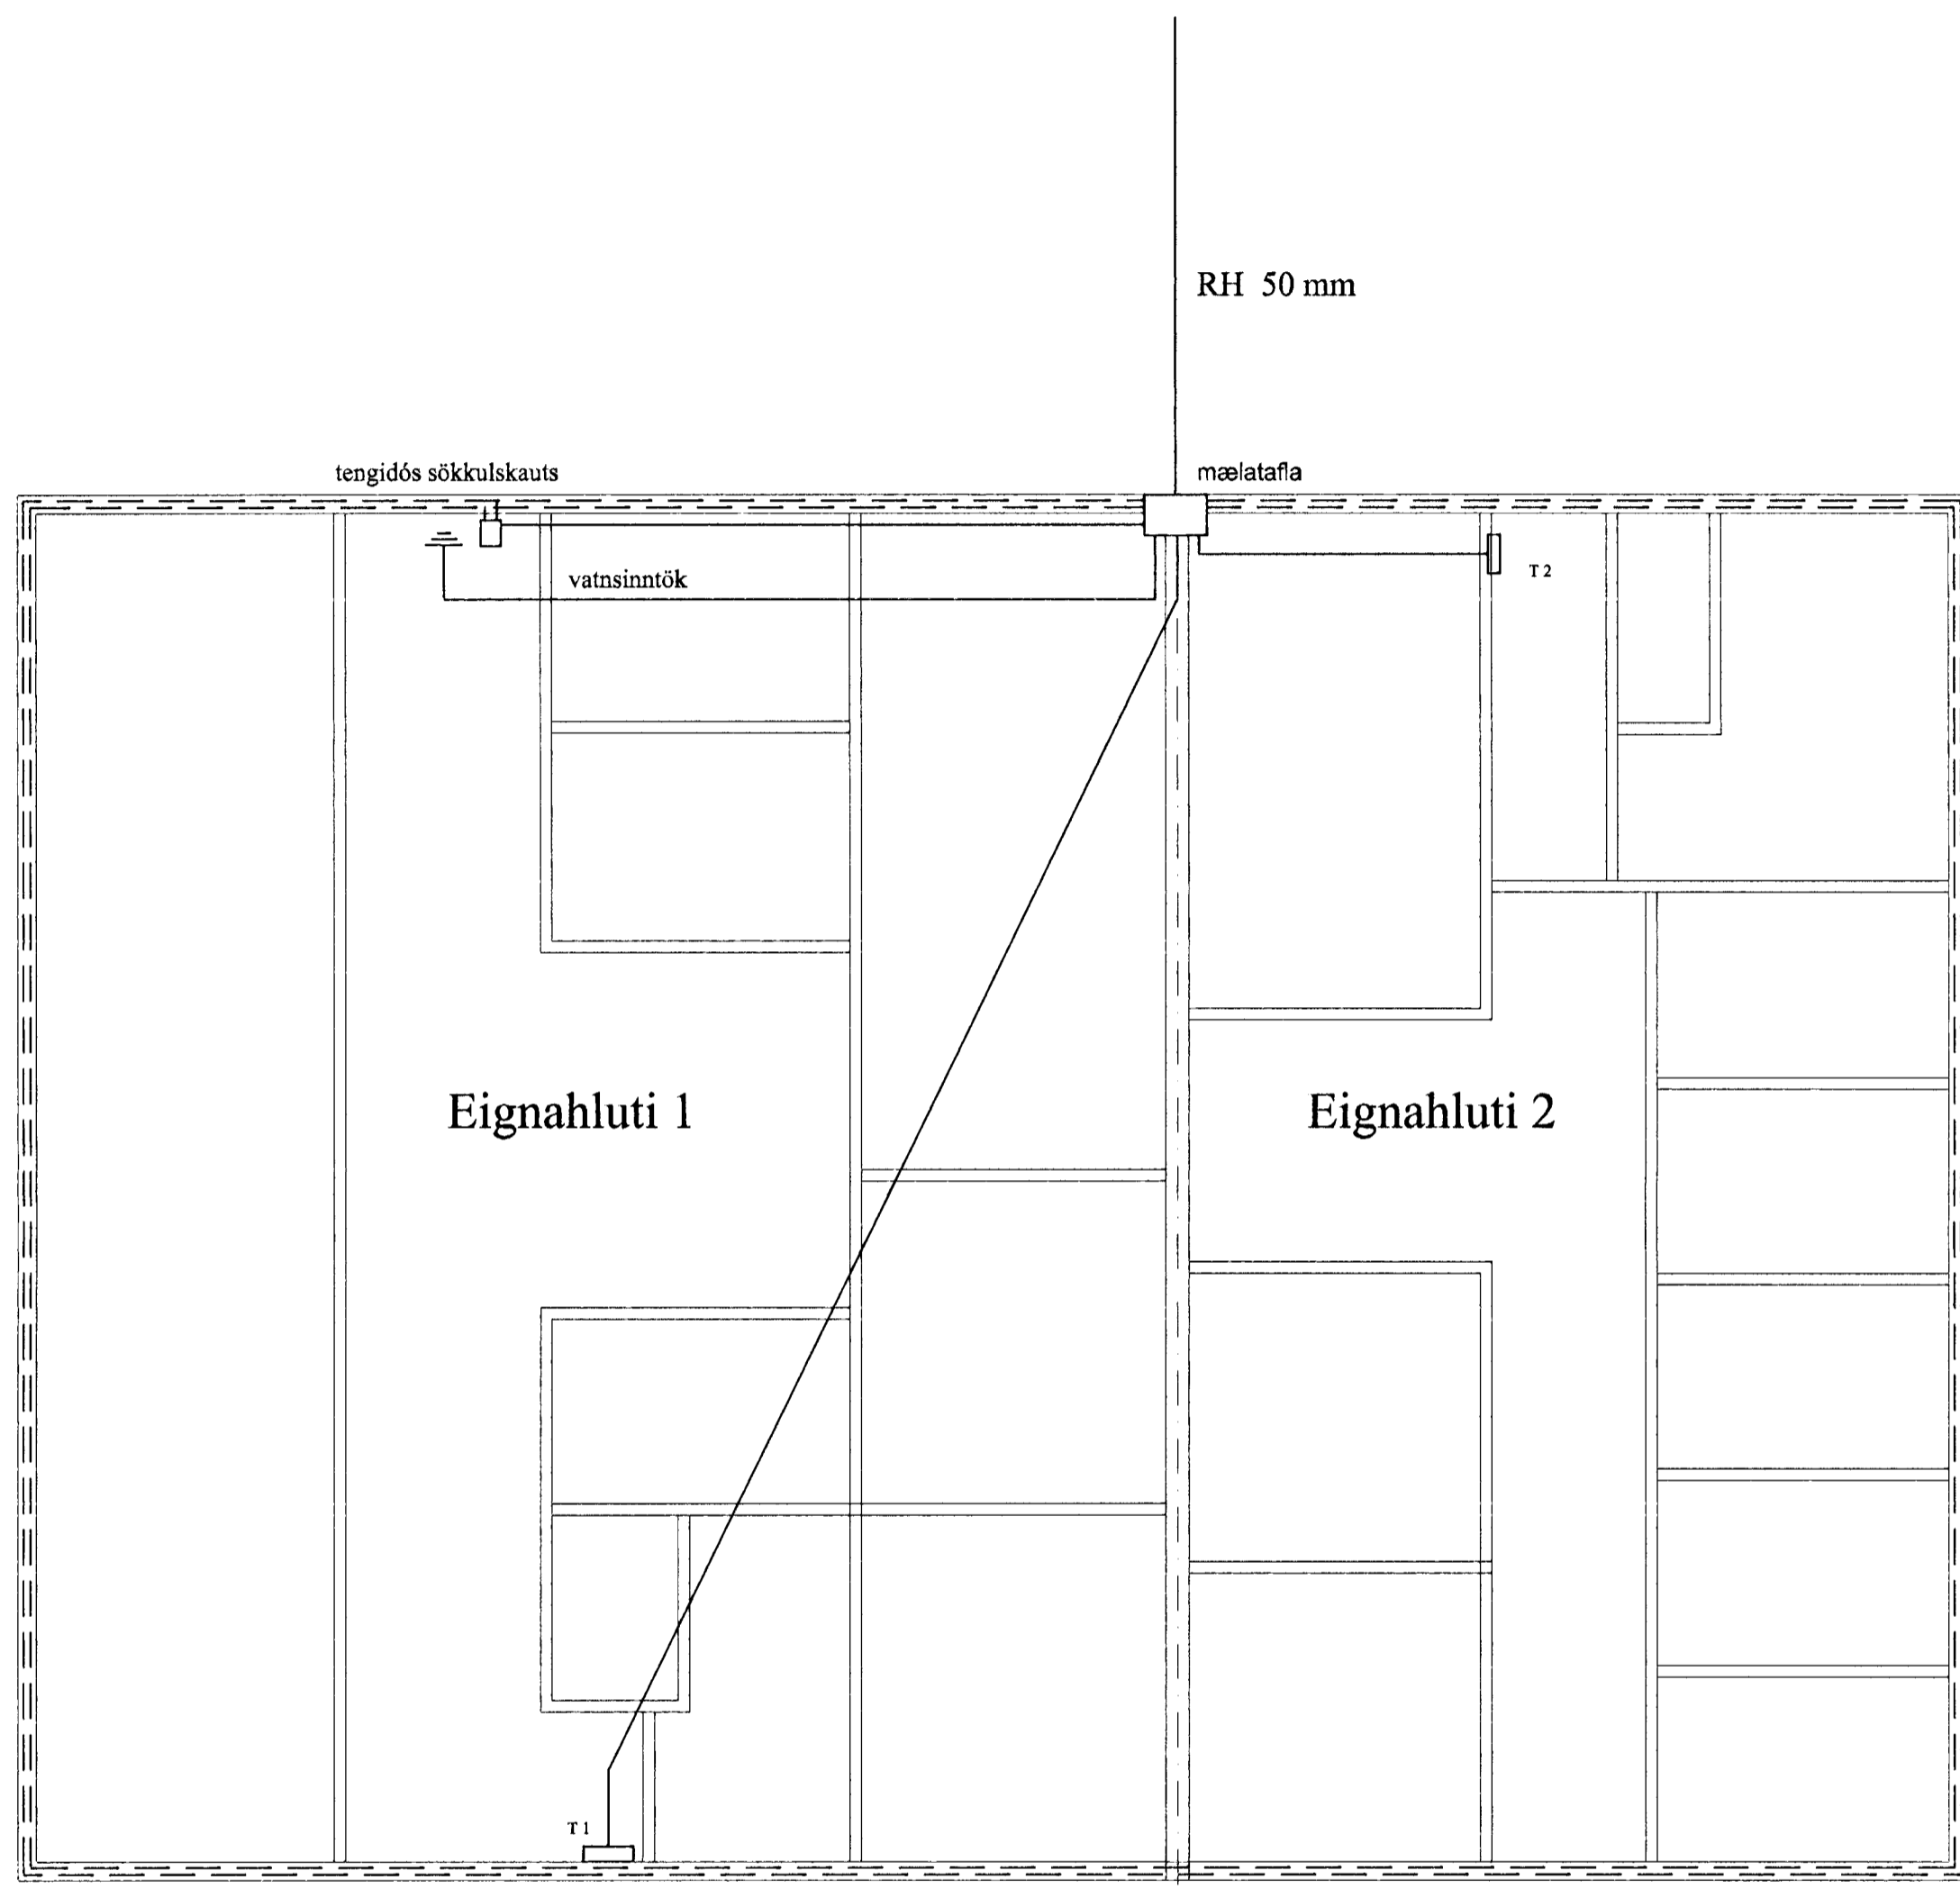 RH 50 mm
tengidós sökkulskauts
mælatafla
vatnsinntök
T 2
Eignahluti 1
Eignahluti 2
T 1